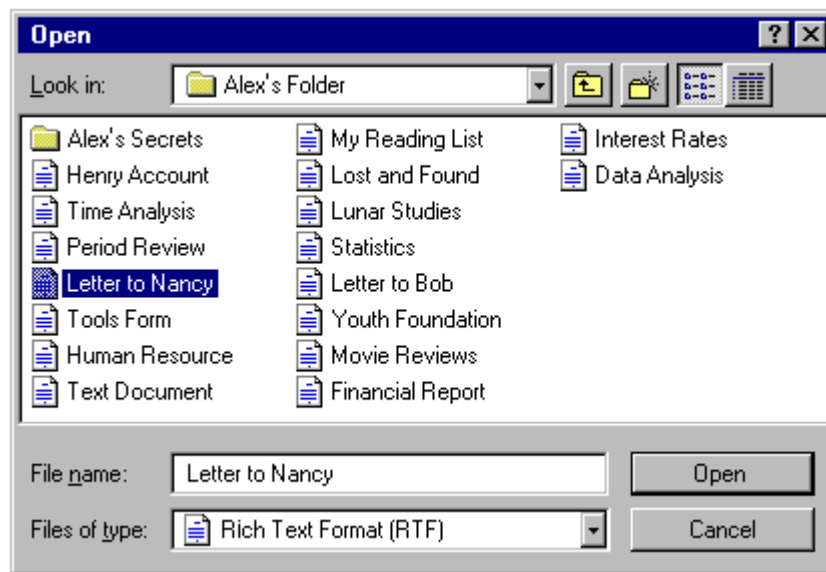 Open
Look in: Alex's Folder
Alex's Secrets
Henry Account
Time Analysis
Period Review
Letter to Nancy
Tools Form
Human Resource
Text Document
My Reading List
Lost and Found
Lunar Studies
Statistics
Letter to Bob
Youth Foundation
Movie Reviews
Financial Report
Interest Rates
Data Analysis
File name: Letter to Nancy Open
Files of type: Rich Text Format (RTF) Cancel